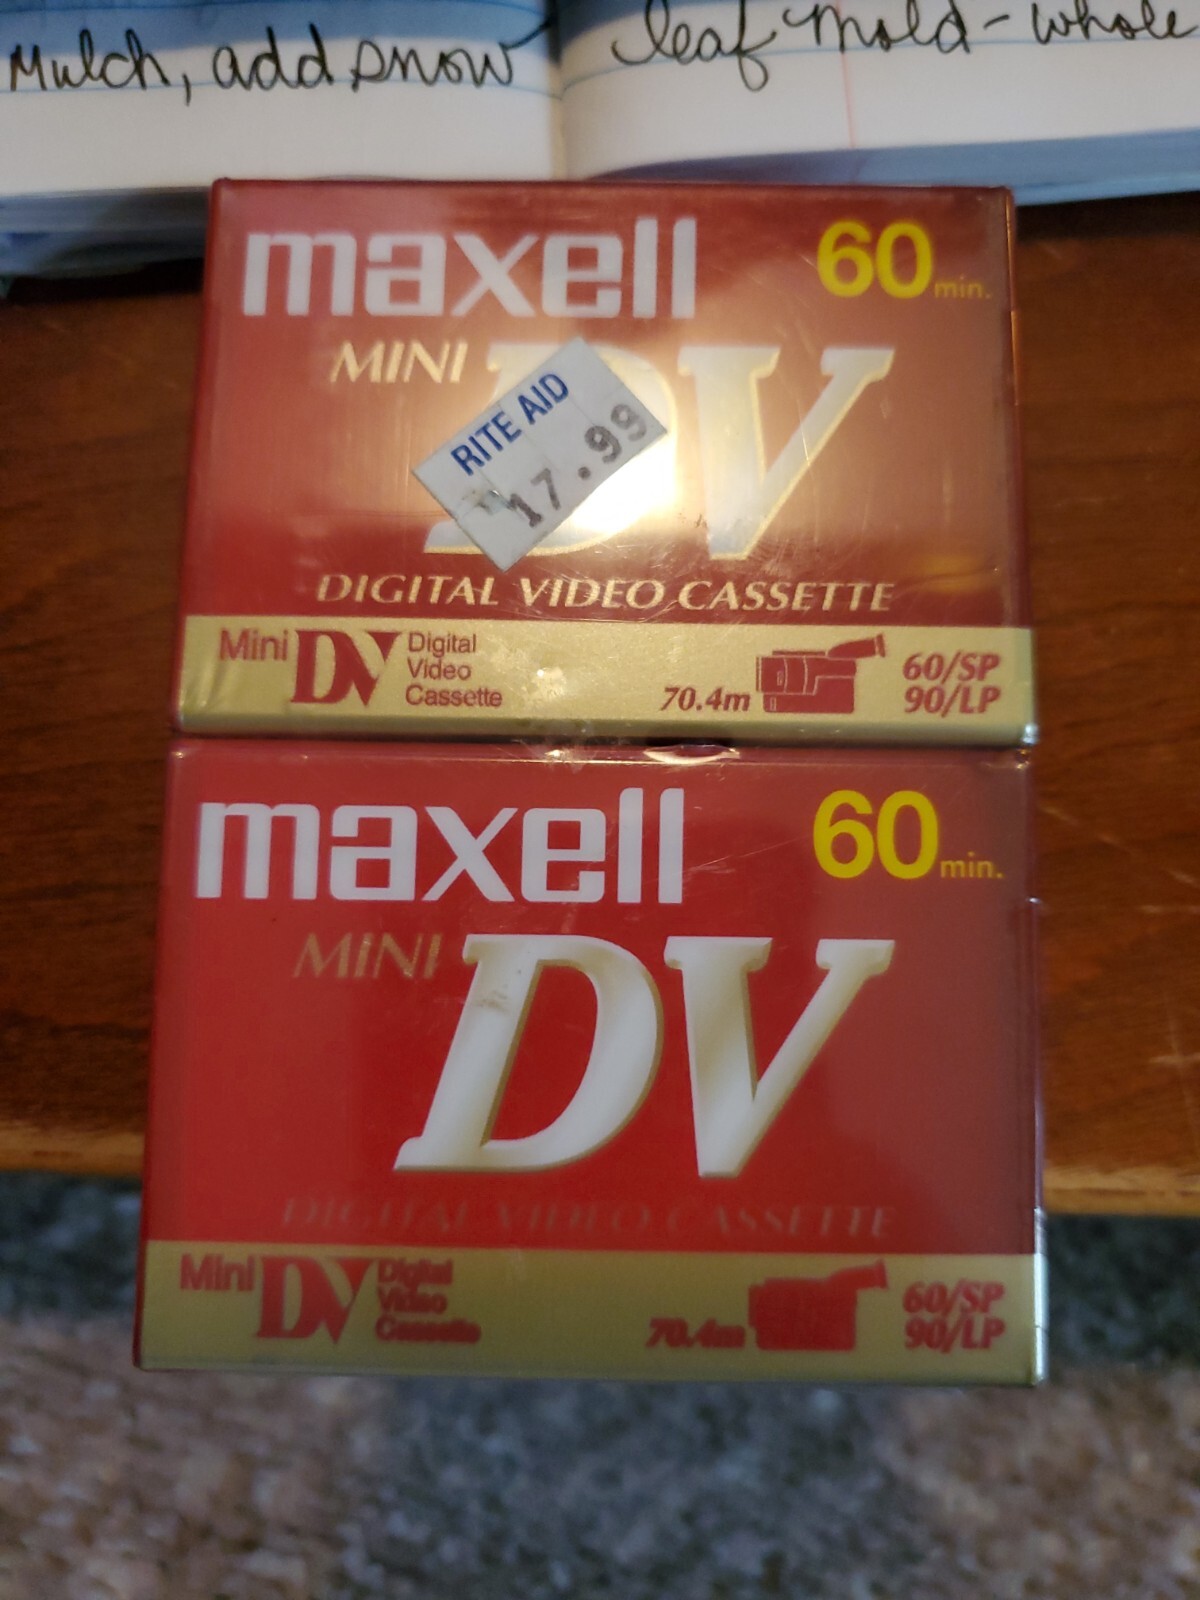 Mulch, add snow
leaf mold - whole
maxell
60 min.
MINI DV
RITE AID
17.99
DIGITAL VIDEO CASSETTE
Mini DV Digital
Video
Cassette
70.4m
60/SP
90/LP
maxell
60 min.
MINI DV
DIGITAL VIDEO CASSETTE
Mini DV Digital
Video
Cassette
70.4m
60/SP
90/LP